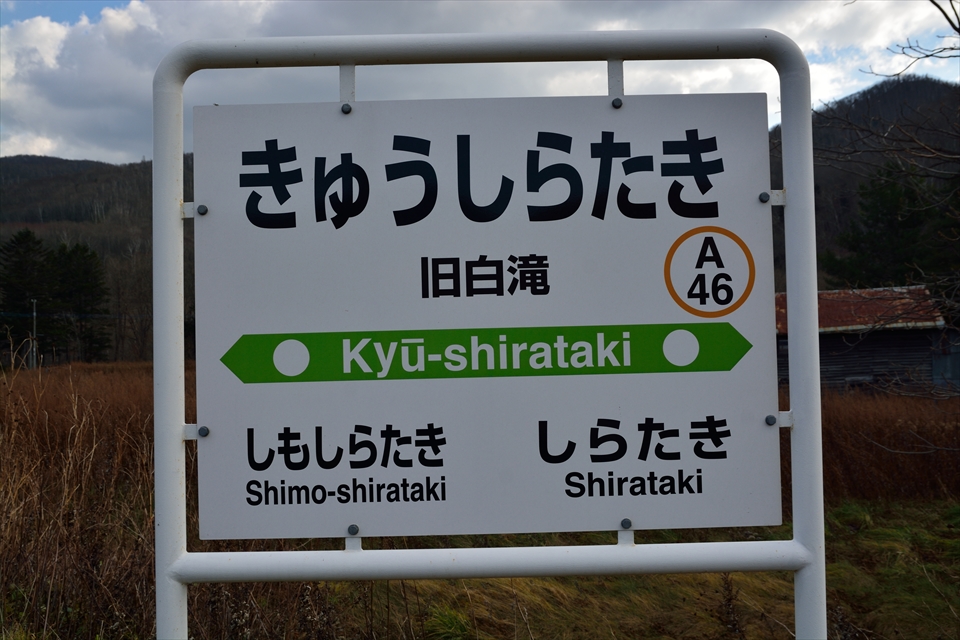 きゅうしらたき
旧白滝
A
46
Kyū-shirataki
しもしらたき
Shimo-shirataki
しらたき
Shirataki